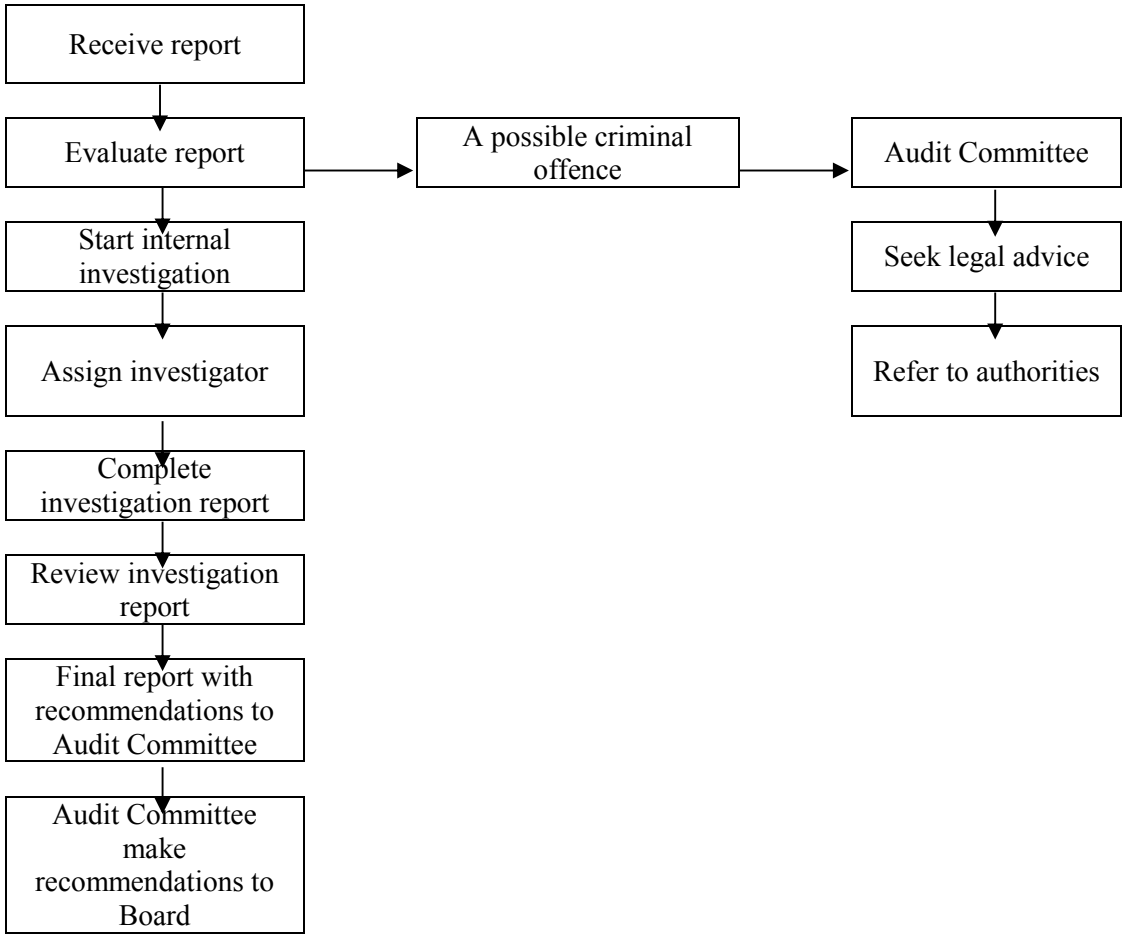 Receive report
Evaluate report
A possible criminal
offence
Audit Committee
Start internal
investigation
Seek legal advice
Assign investigator
Refer to authorities
Complete
investigation report
Review investigation
report
Final report with
recommendations to
Audit Committee
Audit Committee
make
recommendations to
Board